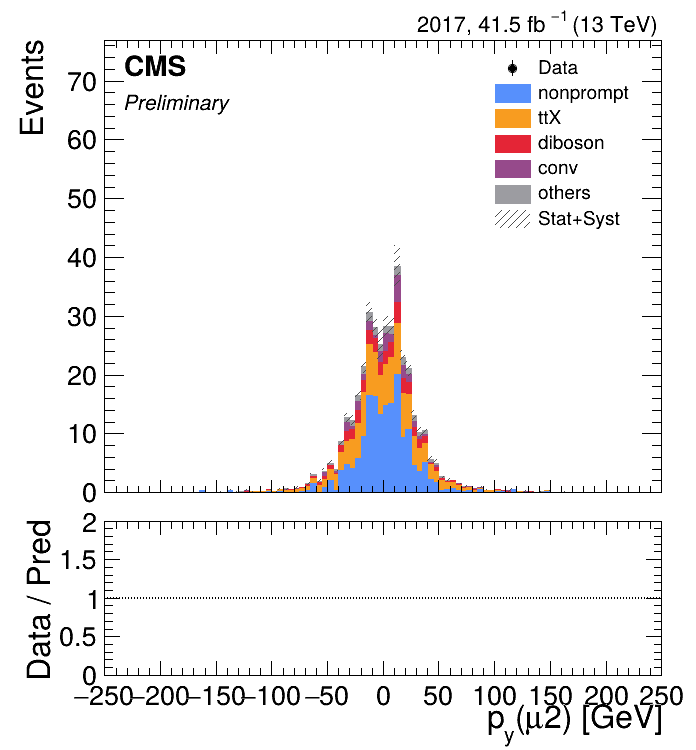 2017, 41.5 fb⁻¹ (13 TeV)
CMS
Preliminary
Events
70
60
50
40
30
20
10
0
Data
nonprompt
ttX
diboson
conv
others
Stat+Syst
Data / Pred
2
1.5
1
0.5
0
−250 −200 −150 −100 −50 0 50 100 150 200 250
p_y(μ2) [GeV]